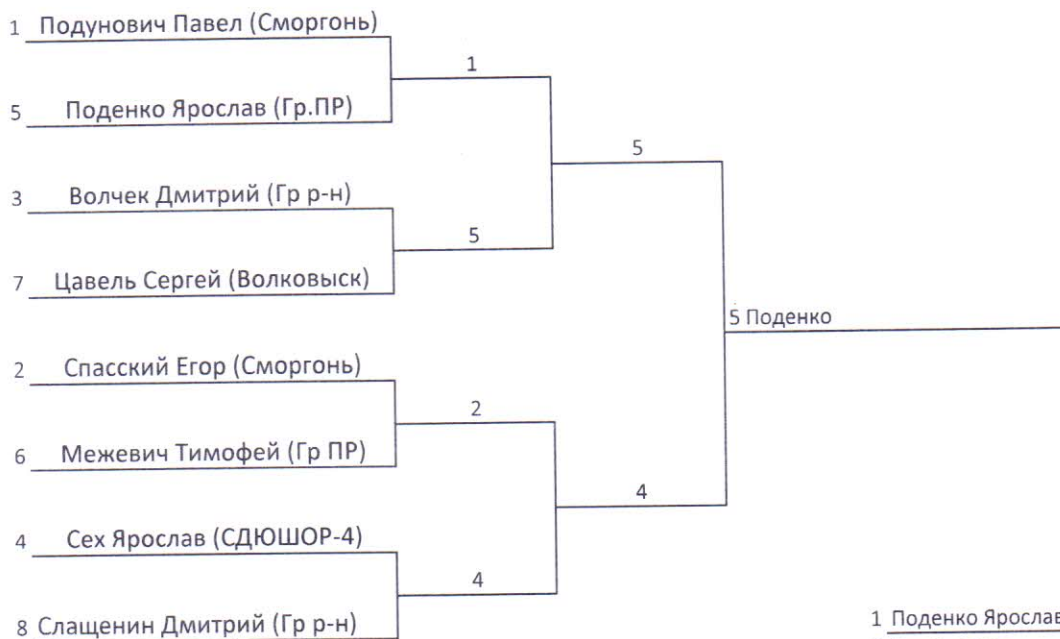 1 Подунович Павел (Сморгонь)
1
5 Поденко Ярослав (Гр.ПР)
5
3 Волчек Дмитрий (Гр р-н)
5
7 Цавель Сергей (Волковыск)
5 Поденко
2 Спасский Егор (Сморгонь)
2
6 Межевич Тимофей (Гр ПР)
4
4 Сех Ярослав (СДЮШОР-4)
4
8 Слащенин Дмитрий (Гр р-н)
1 Поденко Ярослав